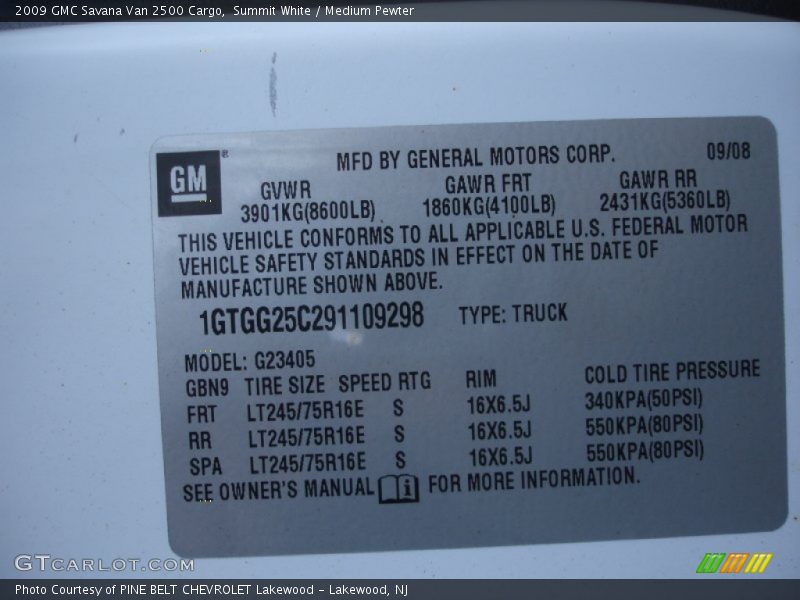 2009 GMC Savana Van 2500 Cargo,  Summit White / Medium Pewter
GM ®
MFD BY GENERAL MOTORS CORP. 09/08
GVWR GAWR FRT GAWR RR
3901KG(8600LB) 1860KG(4100LB) 2431KG(5360LB)
THIS VEHICLE CONFORMS TO ALL APPLICABLE U.S. FEDERAL MOTOR
VEHICLE SAFETY STANDARDS IN EFFECT ON THE DATE OF
MANUFACTURE SHOWN ABOVE.
1GTGG25C291109298 TYPE: TRUCK
MODEL: G23405
GBN9 TIRE SIZE SPEED RTG RIM COLD TIRE PRESSURE
FRT LT245/75R16E S 16X6.5J 340KPA(50PSI)
RR LT245/75R16E S 16X6.5J 550KPA(80PSI)
SPA LT245/75R16E S 16X6.5J 550KPA(80PSI)
SEE OWNER'S MANUAL i FOR MORE INFORMATION.
GTCARLOT.COM
Photo Courtesy of PINE BELT CHEVROLET Lakewood - Lakewood, NJ